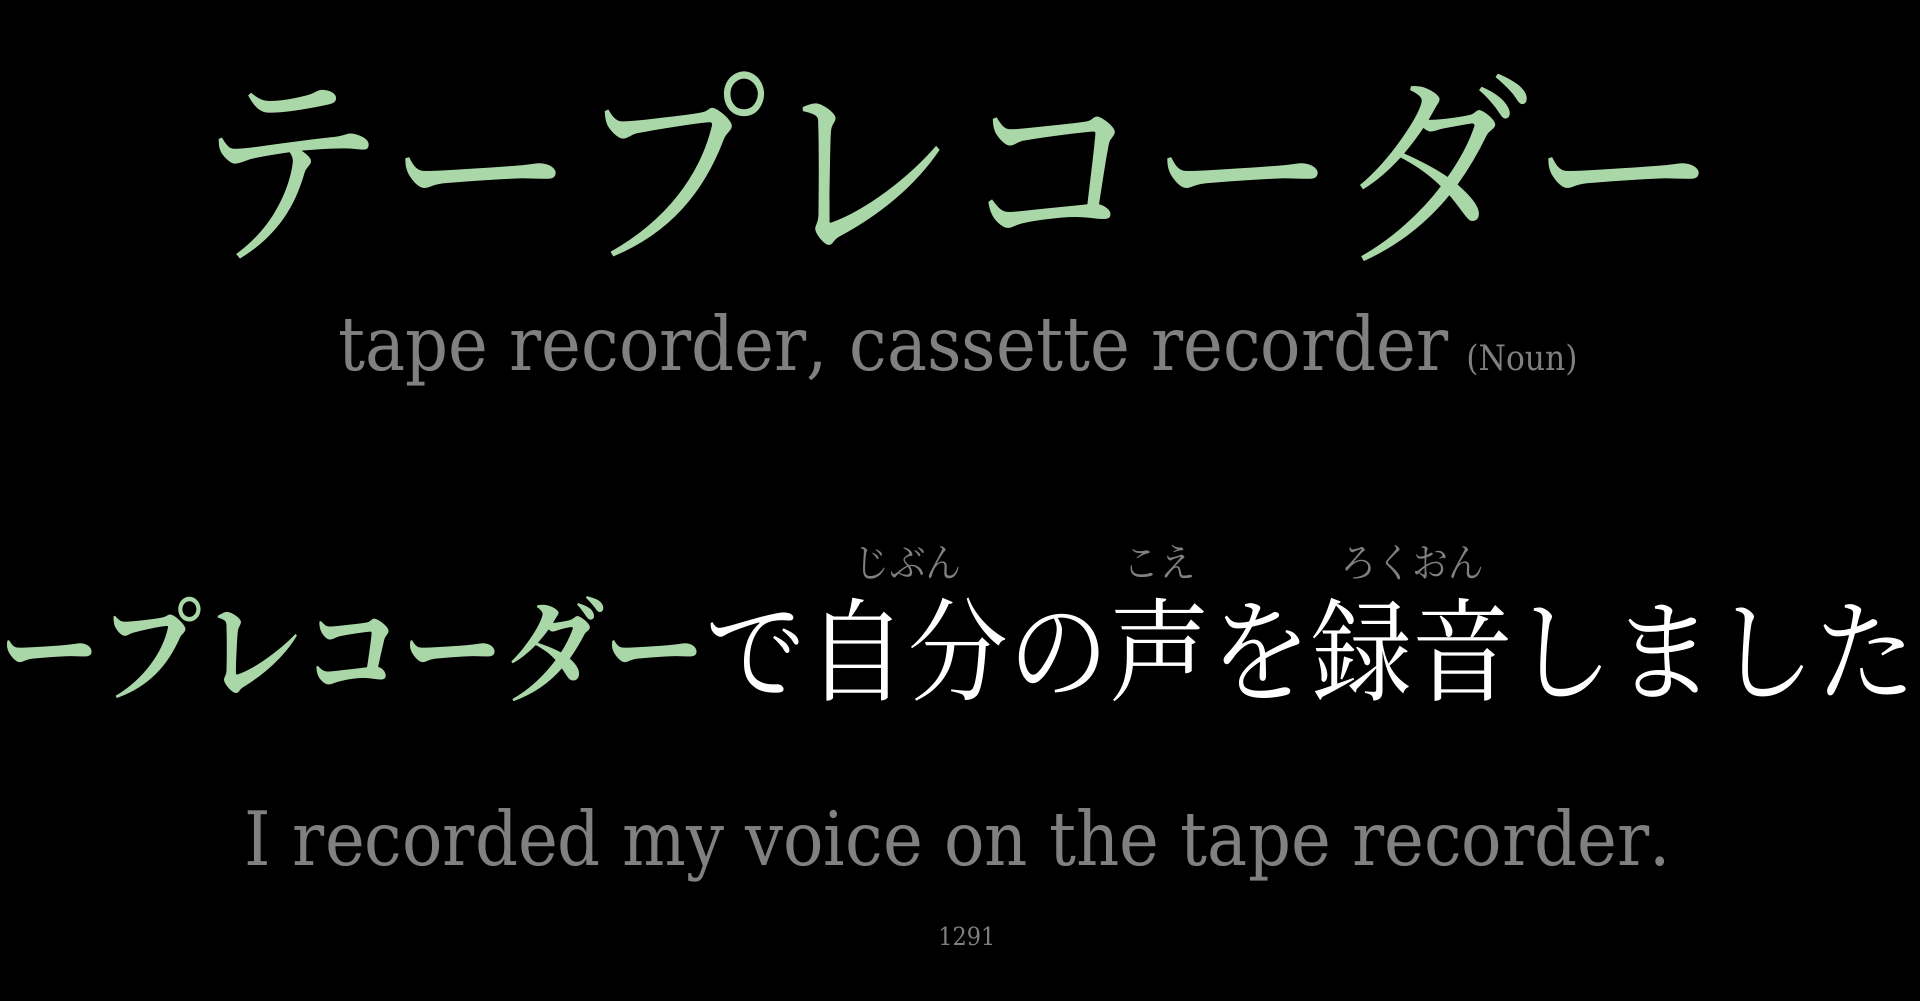 テープレコーダー
tape recorder, cassette recorder (Noun)
じぶん こえ ろくおん
ープレコーダーで自分の声を録音しました
I recorded my voice on the tape recorder.
1291